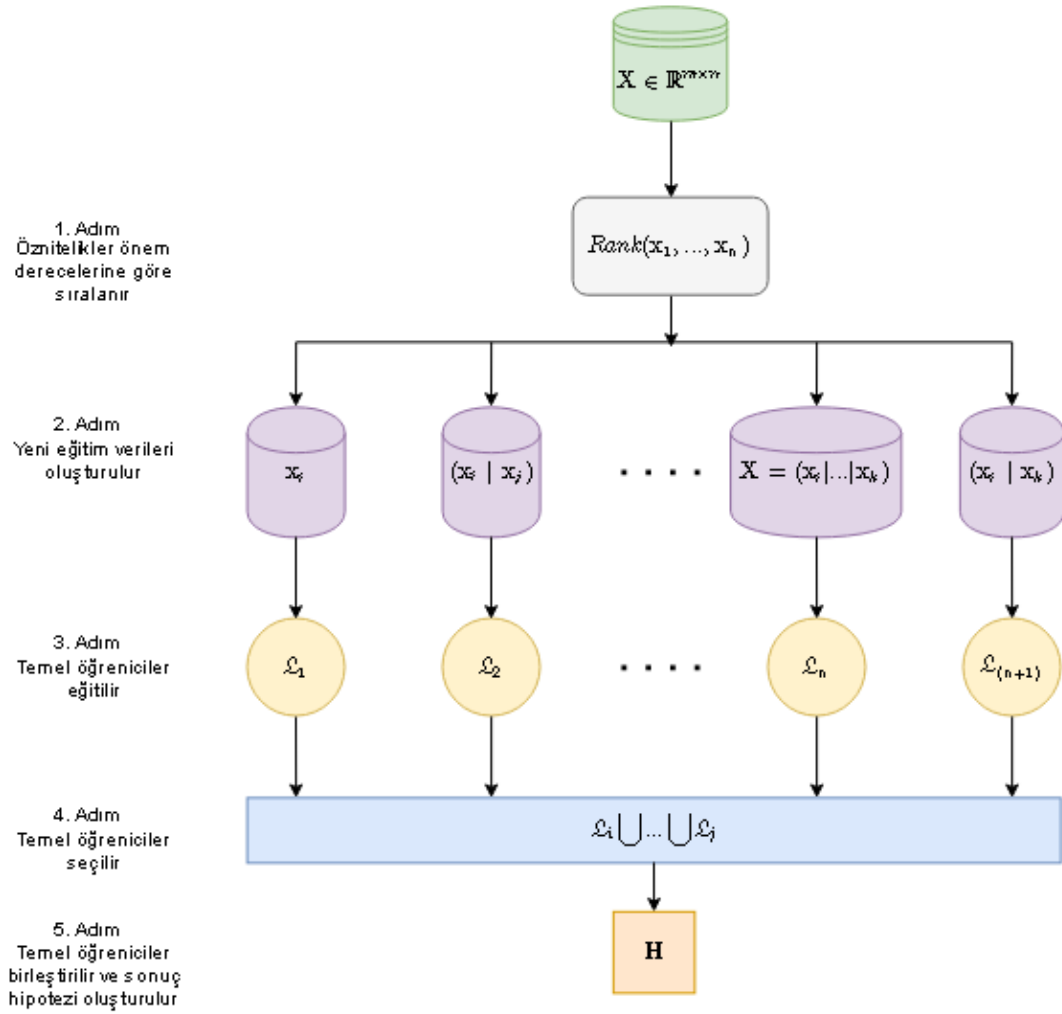 X ∈ ℝᵐˣⁿ
1. Adım
Öznitelikler önem
derecelerine göre
sıralanır
Rank(x₁, ..., xₙ)
2. Adım
Yeni eğitim verileri
oluşturulur
xᵢ
(xᵢ | xⱼ)
. . . .
X = (xᵢ|...|xₖ)
(xᵢ | xₖ)
3. Adım
Temel öğreniciler
eğitilir
ℒ₁
ℒ₂
. . . .
ℒₙ
ℒ₍ₙ₊₁₎
4. Adım
Temel öğreniciler
seçilir
ℒᵢ⋃...⋃ℒⱼ
5. Adım
Temel öğreniciler
birleştirilir ve sonuç
hipotezi oluşturulur
H